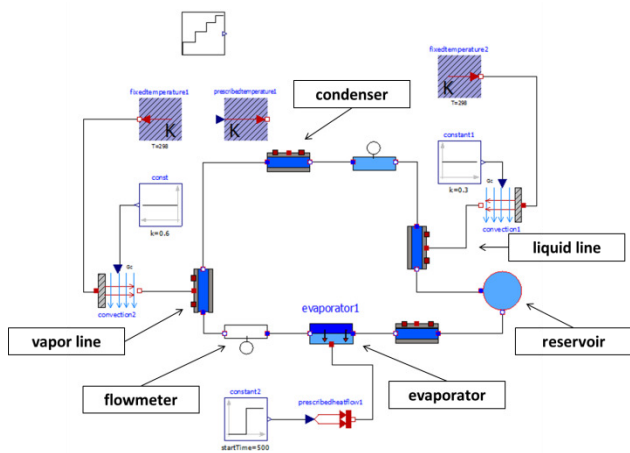 fixedtemperature2
fixedtemperature1
prescribedtemperature1
condenser
K
K
K
T=298
T=298
constant1
const
k=0.3
k=0.6
Gc
convection1
liquid line
Gc
convection2
evaporator1
vapor line
reservoir
flowmeter
evaporator
constant2
prescribedheatflow1
startTime=500